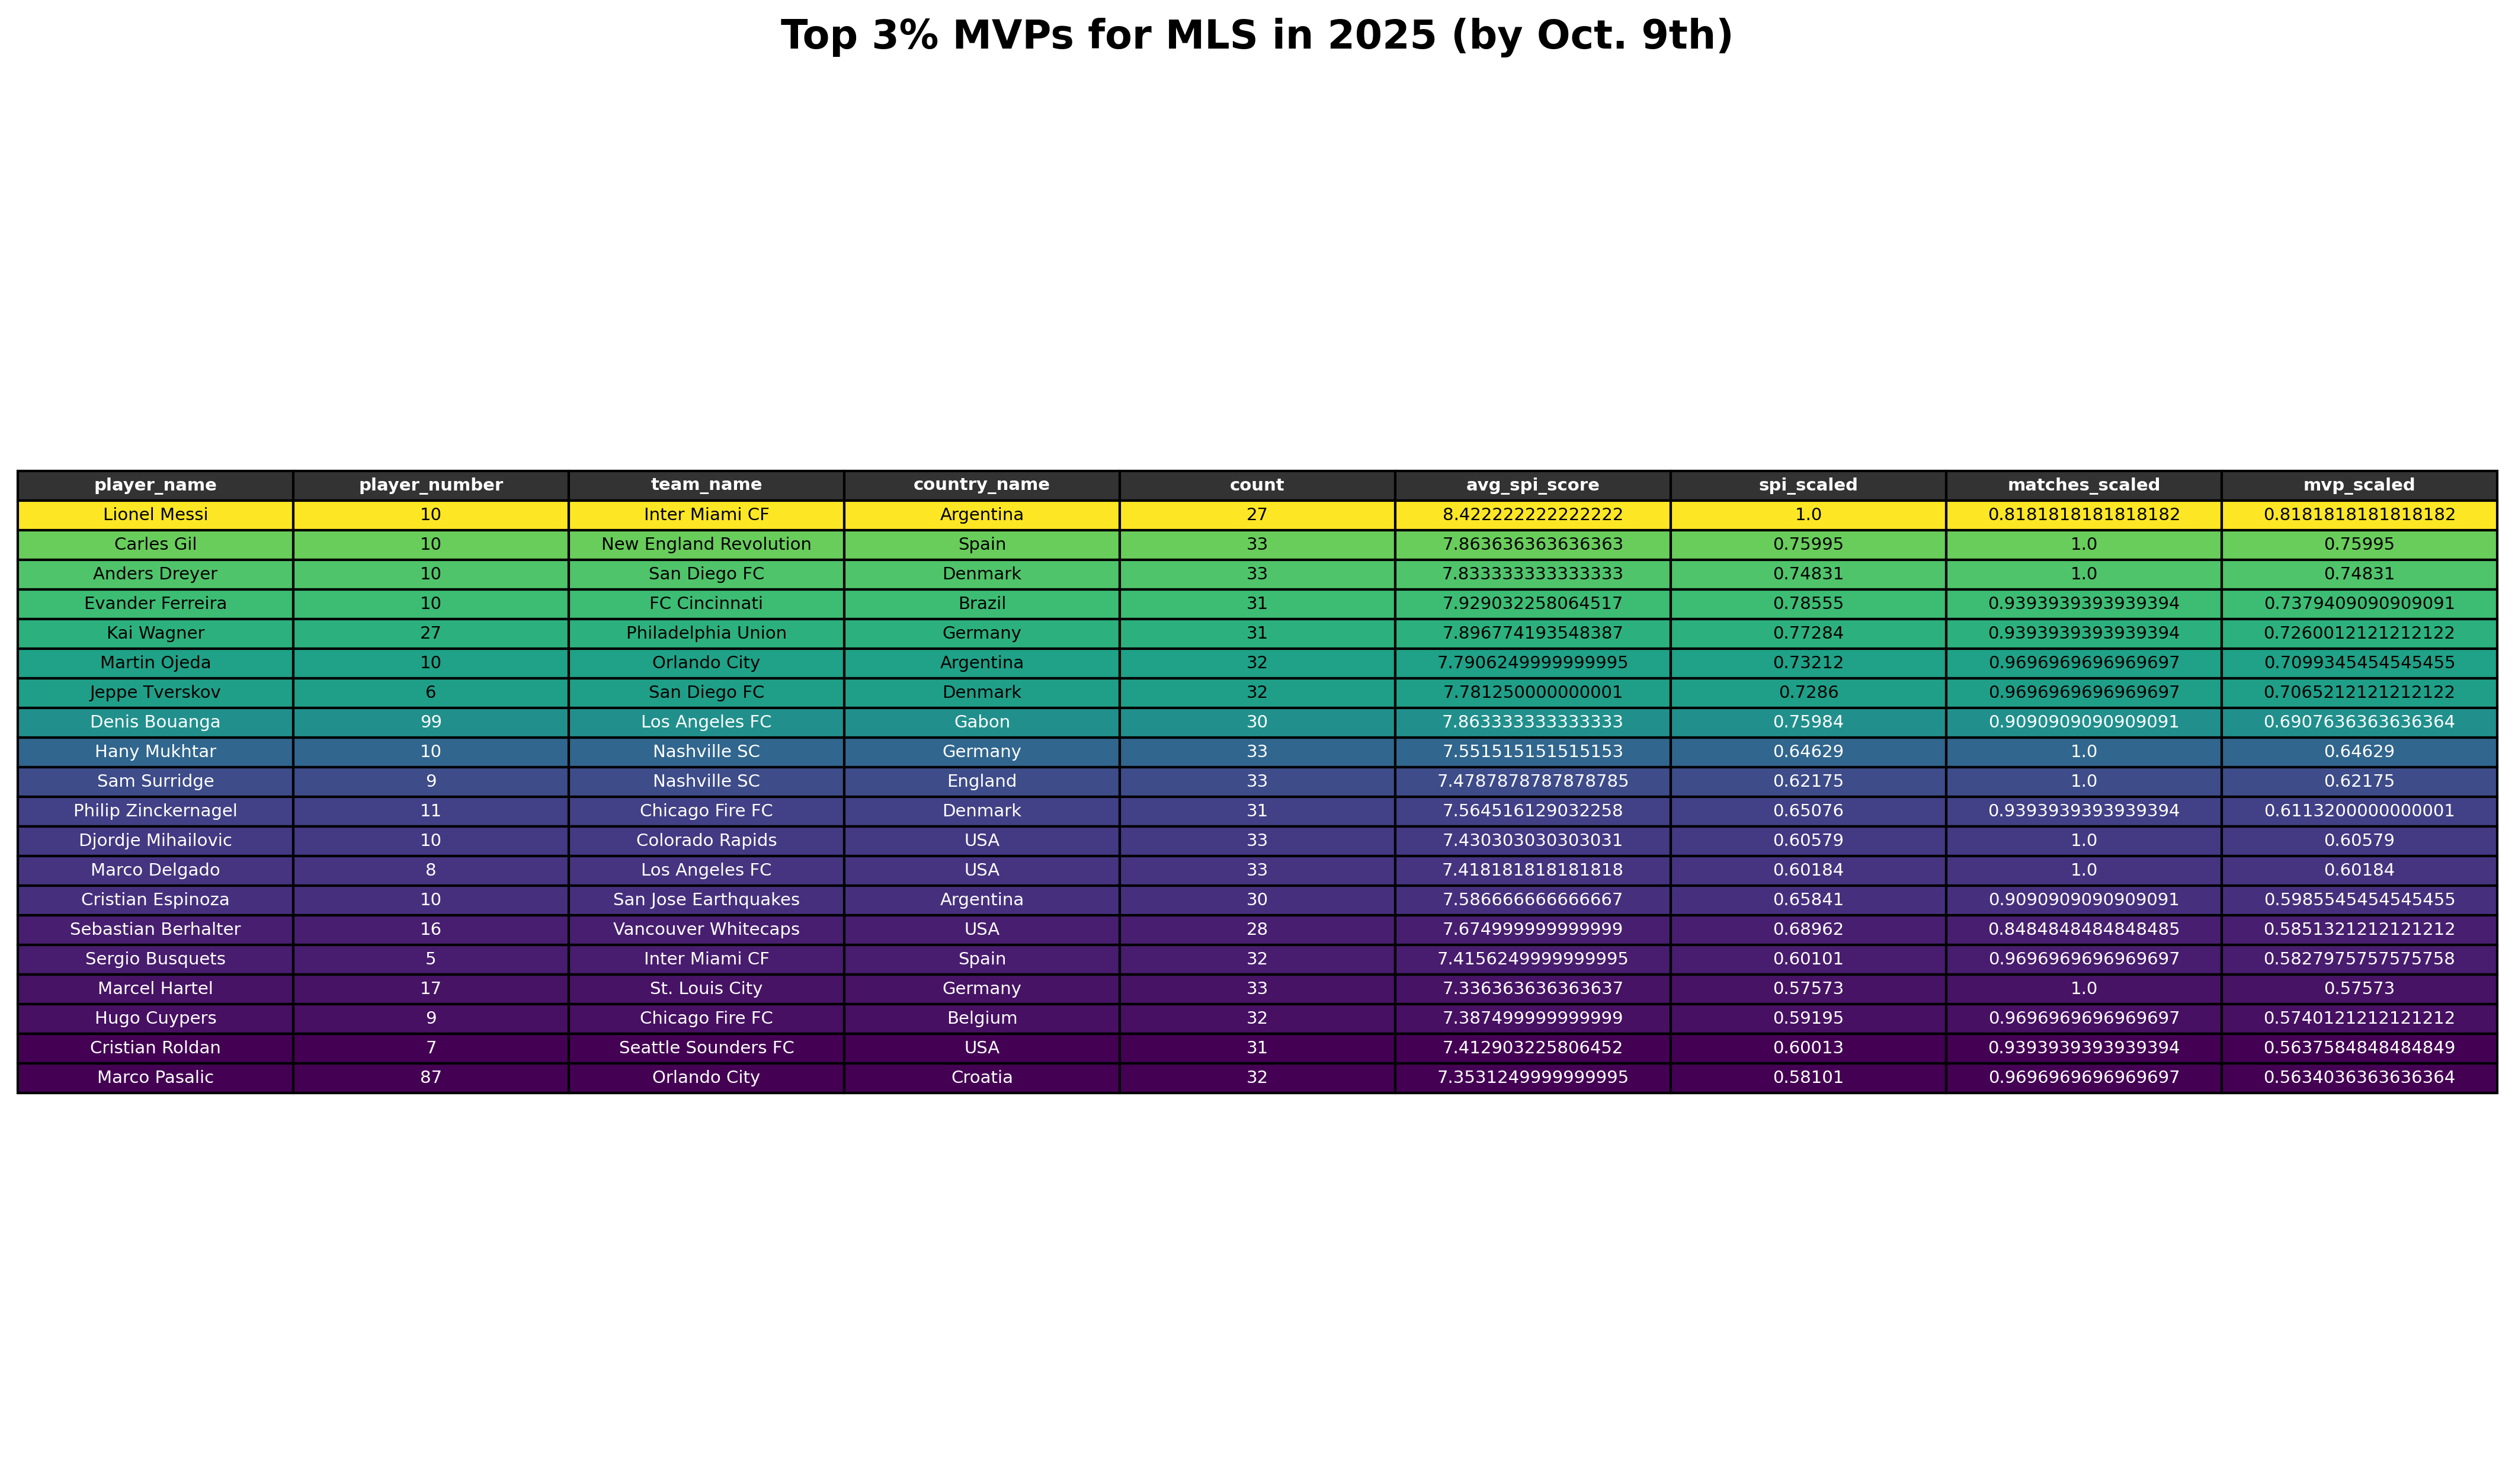 Top 3% MVPs for MLS in 2025 (by Oct. 9th)
player_name player_number team_name country_name count avg_spi_score spi_scaled matches_scaled mvp_scaled
Lionel Messi 10 Inter Miami CF Argentina 27 8.422222222222222 1.0 0.8181818181818182 0.8181818181818182
Carles Gil 10 New England Revolution Spain 33 7.863636363636363 0.75995 1.0 0.75995
Anders Dreyer 10 San Diego FC Denmark 33 7.833333333333333 0.74831 1.0 0.74831
Evander Ferreira 10 FC Cincinnati Brazil 31 7.929032258064517 0.78555 0.9393939393939394 0.7379409090909091
Kai Wagner 27 Philadelphia Union Germany 31 7.896774193548387 0.77284 0.9393939393939394 0.7260012121212122
Martin Ojeda 10 Orlando City Argentina 32 7.7906249999999995 0.73212 0.9696969696969697 0.7099345454545455
Jeppe Tverskov 6 San Diego FC Denmark 32 7.781250000000001 0.7286 0.9696969696969697 0.7065212121212122
Denis Bouanga 99 Los Angeles FC Gabon 30 7.863333333333333 0.75984 0.9090909090909091 0.6907636363636364
Hany Mukhtar 10 Nashville SC Germany 33 7.551515151515153 0.64629 1.0 0.64629
Sam Surridge 9 Nashville SC England 33 7.4787878787878785 0.62175 1.0 0.62175
Philip Zinckernagel 11 Chicago Fire FC Denmark 31 7.564516129032258 0.65076 0.9393939393939394 0.6113200000000001
Djordje Mihailovic 10 Colorado Rapids USA 33 7.430303030303031 0.60579 1.0 0.60579
Marco Delgado 8 Los Angeles FC USA 33 7.418181818181818 0.60184 1.0 0.60184
Cristian Espinoza 10 San Jose Earthquakes Argentina 30 7.586666666666667 0.65841 0.9090909090909091 0.5985545454545455
Sebastian Berhalter 16 Vancouver Whitecaps USA 28 7.674999999999999 0.68962 0.8484848484848485 0.5851321212121212
Sergio Busquets 5 Inter Miami CF Spain 32 7.4156249999999995 0.60101 0.9696969696969697 0.5827975757575758
Marcel Hartel 17 St. Louis City Germany 33 7.336363636363637 0.57573 1.0 0.57573
Hugo Cuypers 9 Chicago Fire FC Belgium 32 7.387499999999999 0.59195 0.9696969696969697 0.5740121212121212
Cristian Roldan 7 Seattle Sounders FC USA 31 7.412903225806452 0.60013 0.9393939393939394 0.5637584848484849
Marco Pasalic 87 Orlando City Croatia 32 7.3531249999999995 0.58101 0.9696969696969697 0.5634036363636364